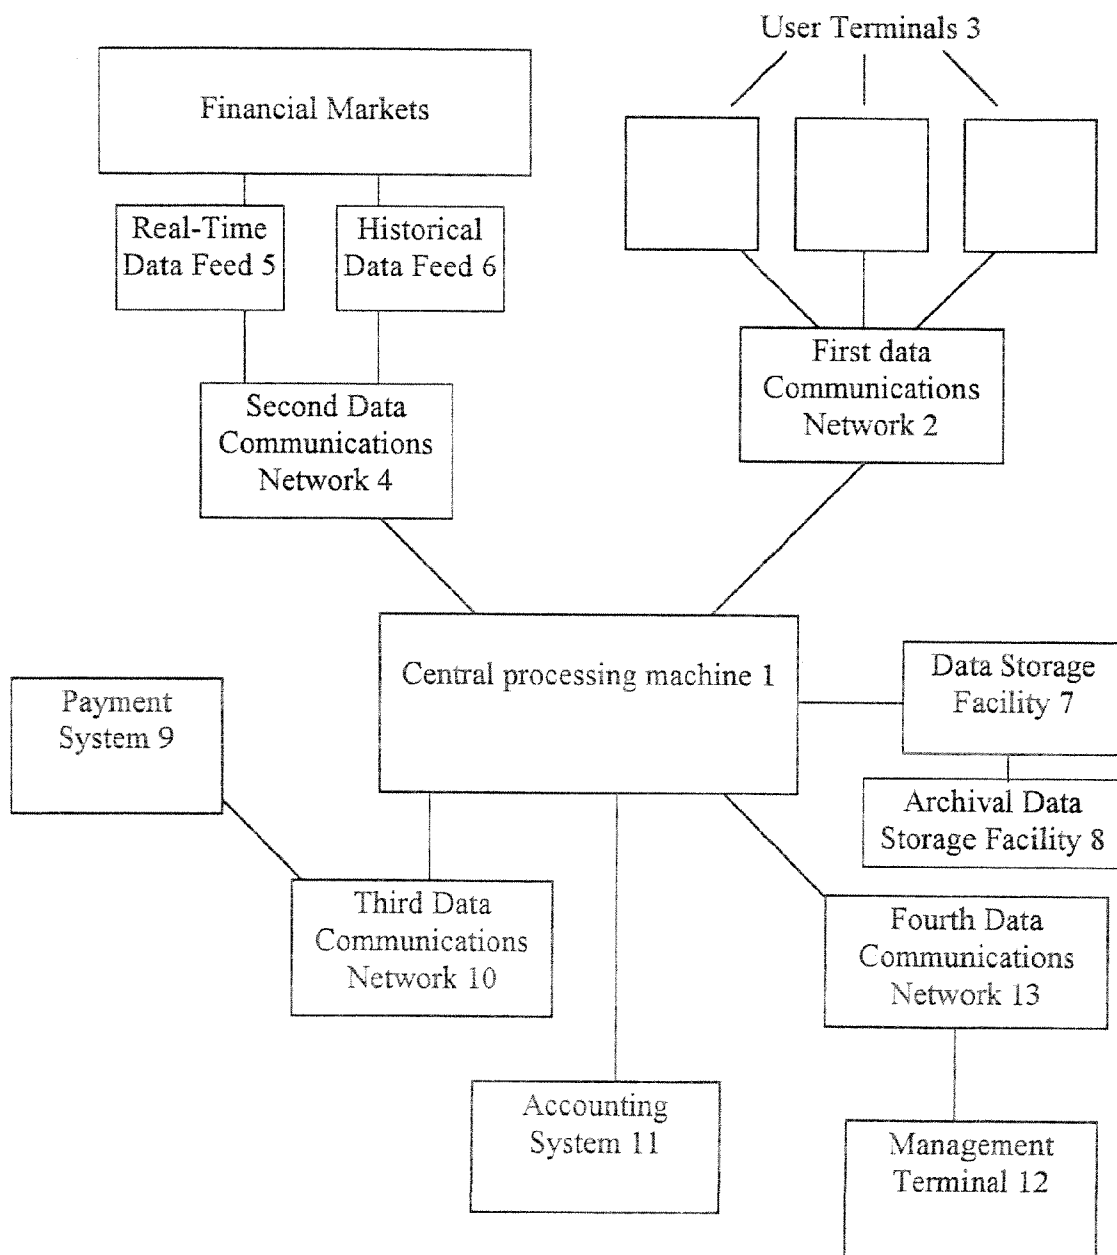 User Terminals 3
Financial Markets
Real-Time
Data Feed 5
Historical
Data Feed 6
First data
Communications
Network 2
Second Data
Communications
Network 4
Central processing machine 1
Data Storage
Facility 7
Payment
System 9
Archival Data
Storage Facility 8
Third Data
Communications
Network 10
Fourth Data
Communications
Network 13
Accounting
System 11
Management
Terminal 12